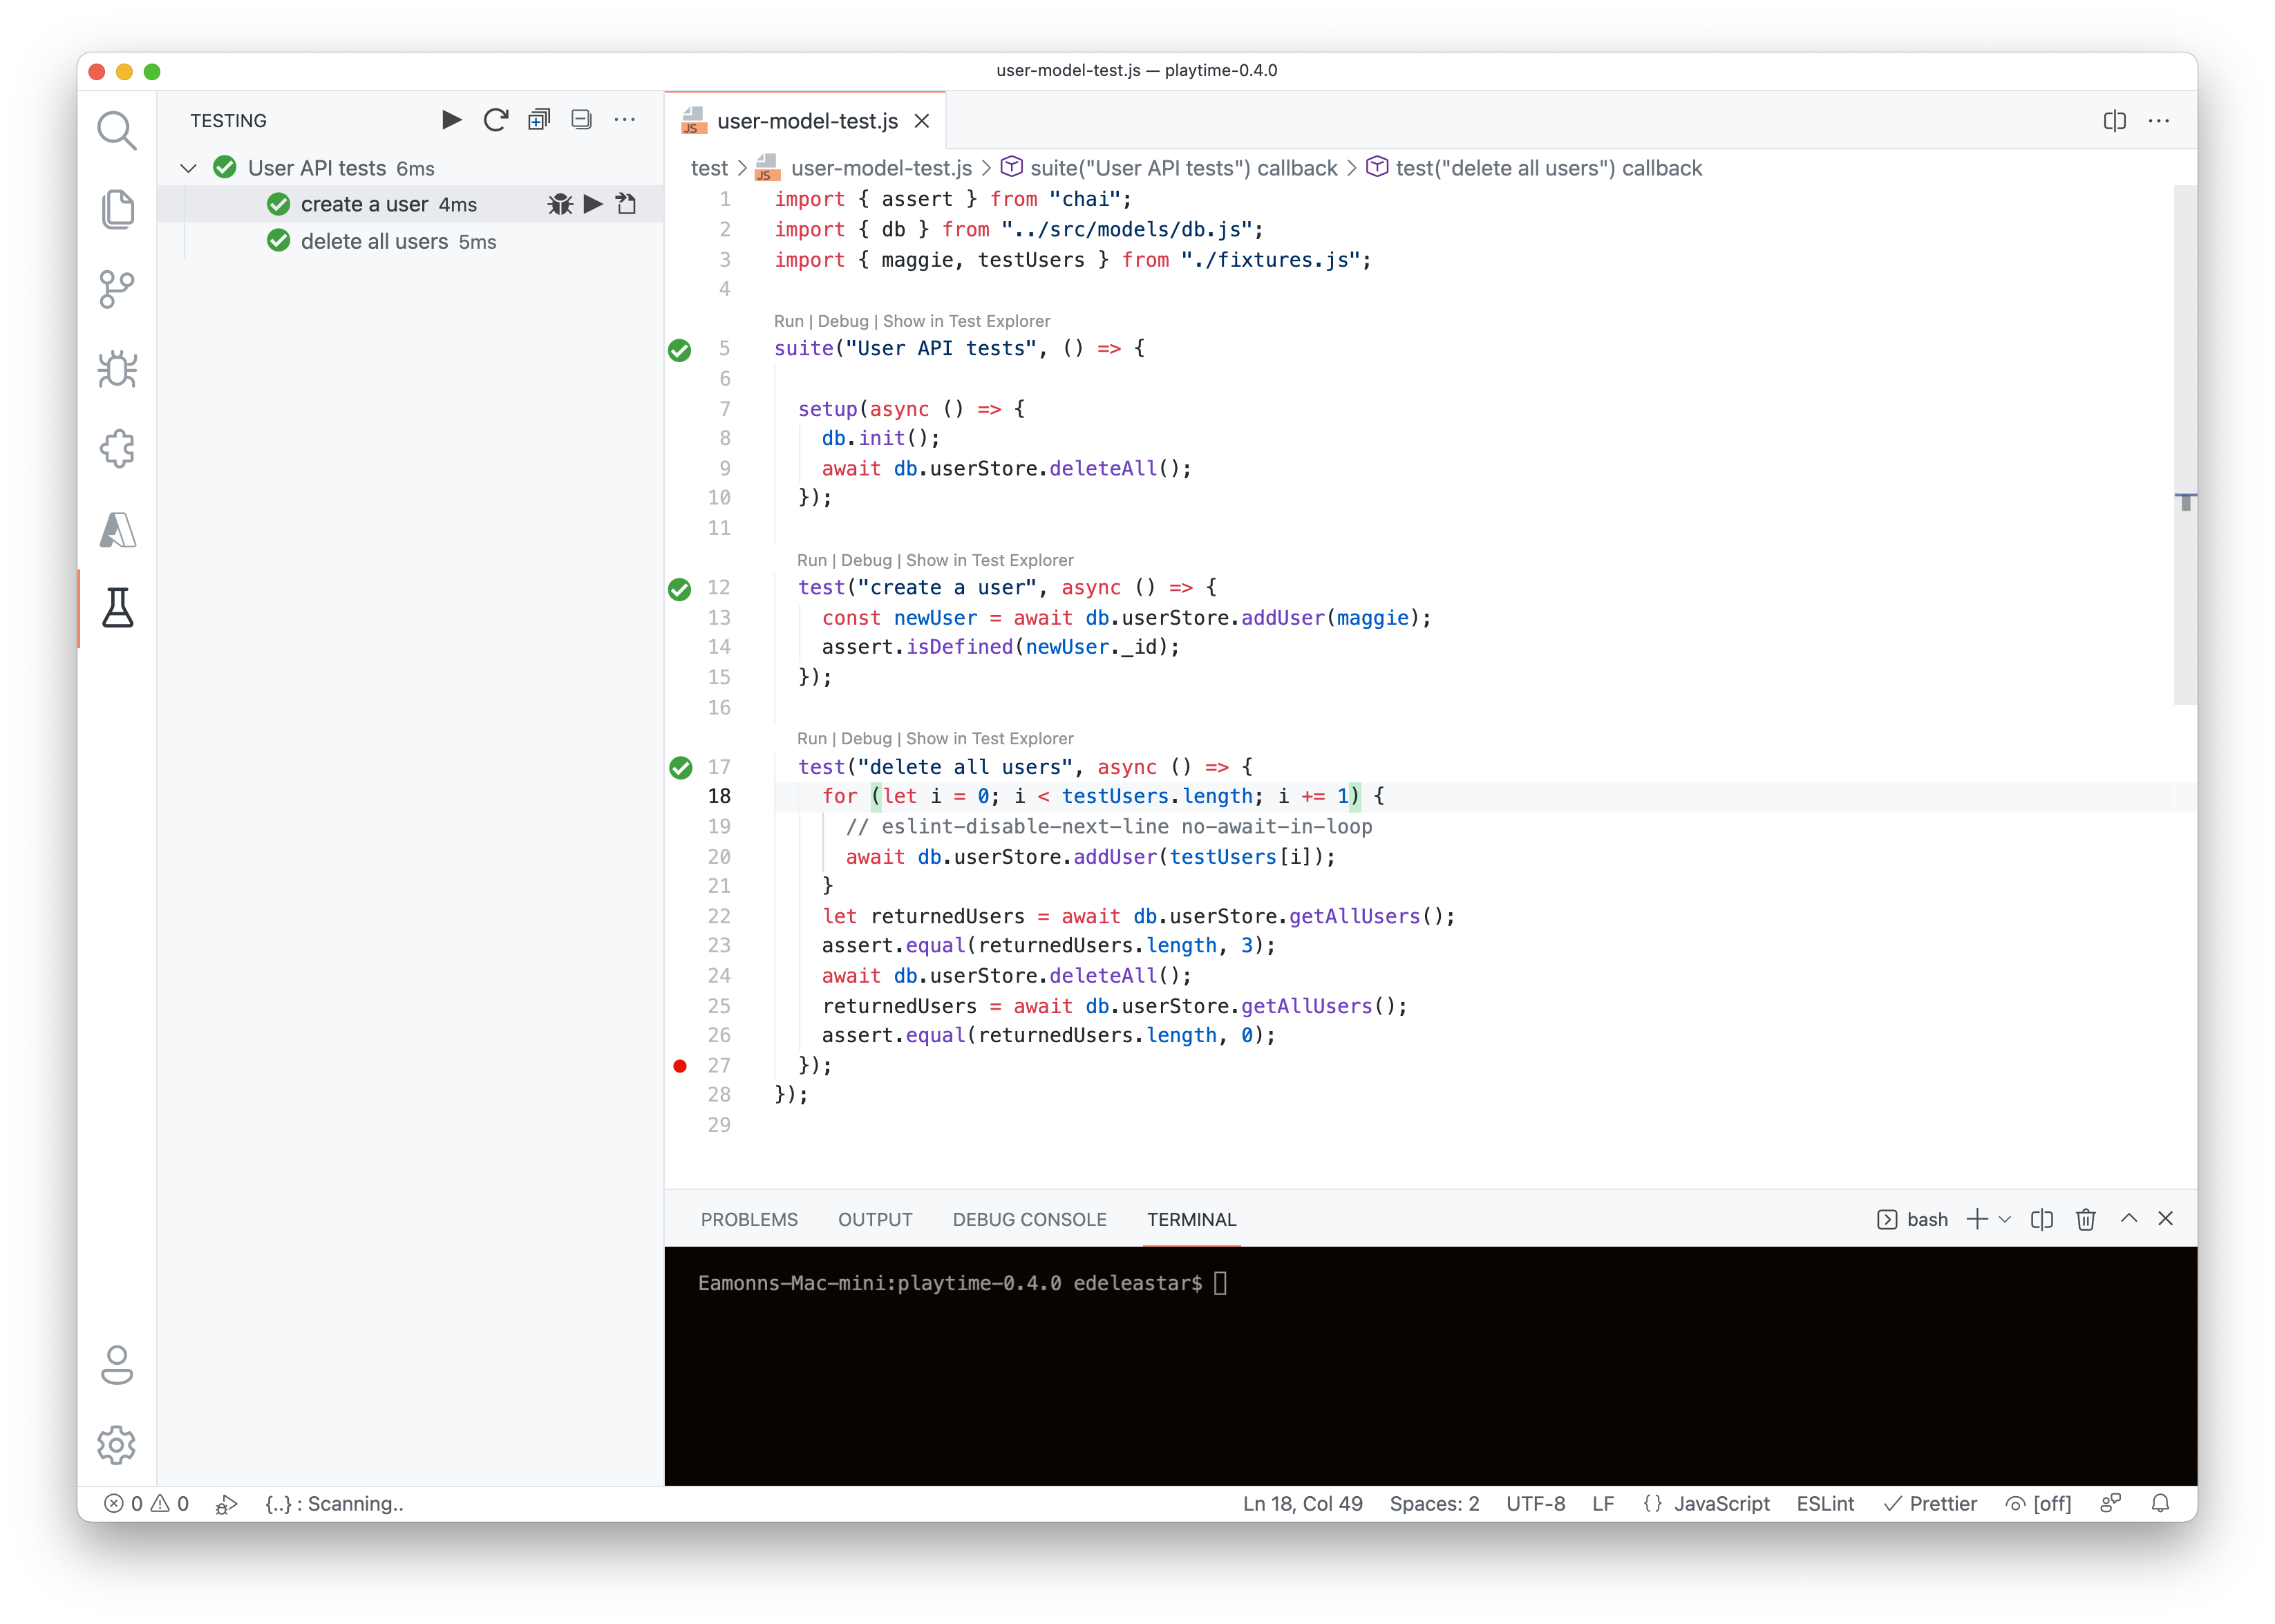 user-model-test.js — playtime-0.4.0
TESTING
User API tests 6ms
create a user 4ms
delete all users 5ms
JS user-model-test.js
test > JS user-model-test.js > suite("User API tests") callback > test("delete all users") callback
1 import { assert } from "chai";
2 import { db } from "../src/models/db.js";
3 import { maggie, testUsers } from "./fixtures.js";
4
Run | Debug | Show in Test Explorer
5 suite("User API tests", () => {
6
7 setup(async () => {
8 db.init();
9 await db.userStore.deleteAll();
10 });
11
Run | Debug | Show in Test Explorer
12 test("create a user", async () => {
13 const newUser = await db.userStore.addUser(maggie);
14 assert.isDefined(newUser._id);
15 });
16
Run | Debug | Show in Test Explorer
17 test("delete all users", async () => {
18 for (let i = 0; i < testUsers.length; i += 1) {
19 // eslint-disable-next-line no-await-in-loop
20 await db.userStore.addUser(testUsers[i]);
21 }
22 let returnedUsers = await db.userStore.getAllUsers();
23 assert.equal(returnedUsers.length, 3);
24 await db.userStore.deleteAll();
25 returnedUsers = await db.userStore.getAllUsers();
26 assert.equal(returnedUsers.length, 0);
27 });
28 });
29
PROBLEMS OUTPUT DEBUG CONSOLE TERMINAL bash
Eamonns-Mac-mini:playtime-0.4.0 edeleastar$
0 0 {..} : Scanning.. Ln 18, Col 49 Spaces: 2 UTF-8 LF {} JavaScript ESLint Prettier [off]